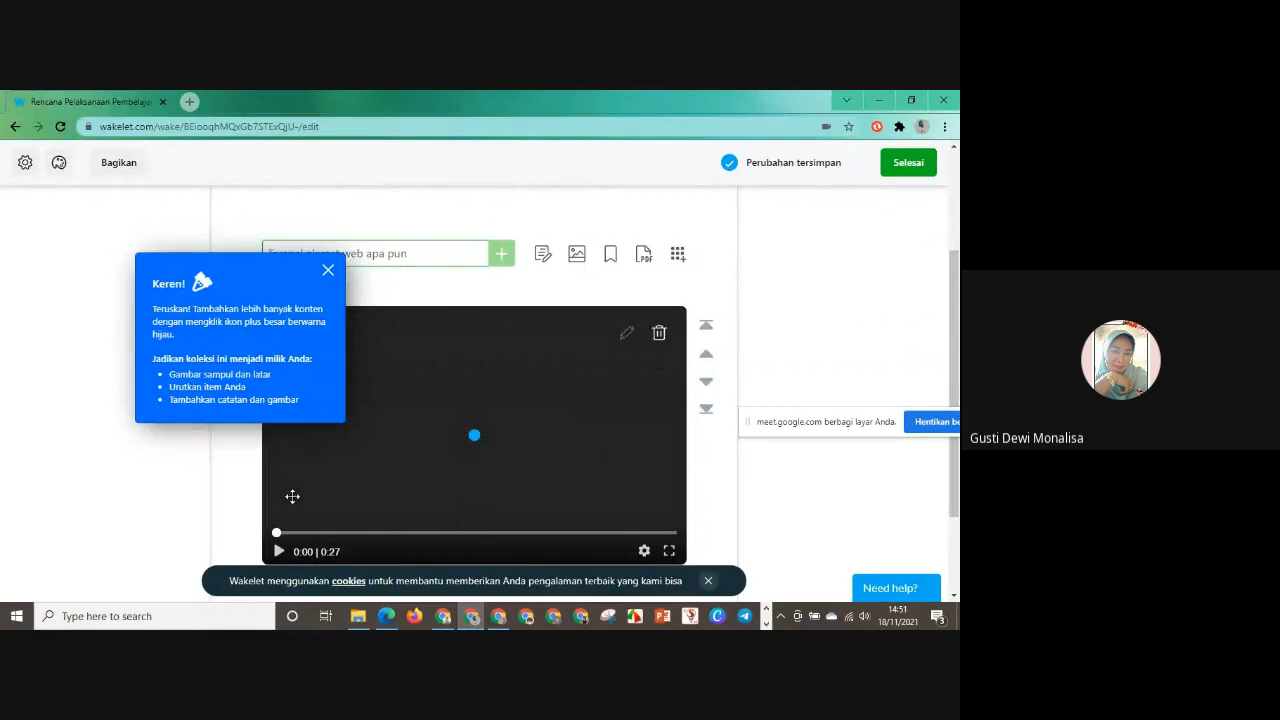 Rencana Pelaksanaan Pembelaja
wakelet.com/wake/BEiooqhMQxGb7STExQjU-/edit
Bagikan
Perubahan tersimpan
Selesai
web apa pun
PDF
Keren!
Teruskan! Tambahkan lebih banyak konten
dengan mengklik ikon plus besar berwarna
hijau.
Jadikan koleksi ini menjadi milik Anda:
Gambar sampul dan latar
Urutkan item Anda
Tambahkan catatan dan gambar
meet.google.com berbagi layar Anda.
Hentikan be
Gusti Dewi Monalisa
0:00 | 0:27
Wakelet menggunakan cookies untuk membantu memberikan Anda pengalaman terbaik yang kami bisa
Need help?
Type here to search
14:51
18/11/2021
3